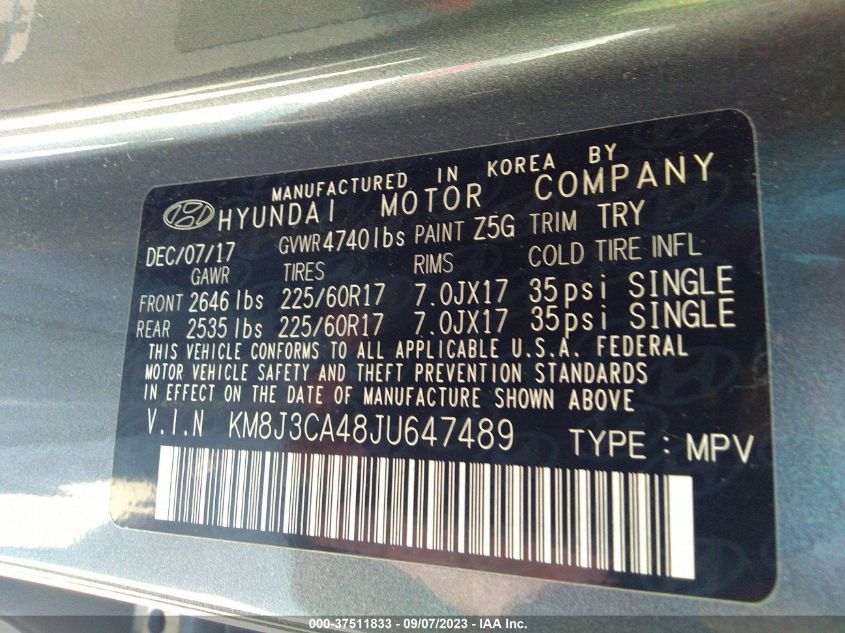 MANUFACTURED IN KOREA BY
HYUNDAI MOTOR COMPANY
DEC/07/17 GVWR 4740 lbs PAINT Z5G TRIM TRY
GAWR TIRES RIMS COLD TIRE INFL
FRONT 2646 lbs 225/60R17 7.0JX17 35psi SINGLE
REAR 2535 lbs 225/60R17 7.0JX17 35psi SINGLE
THIS VEHICLE CONFORMS TO ALL APPLICABLE U.S.A. FEDERAL
MOTOR VEHICLE SAFETY AND THEFT PREVENTION STANDARDS
IN EFFECT ON THE DATE OF MANUFACTURE SHOWN ABOVE.
V.I.N KM8J3CA48JU647489 TYPE : MPV
000-37511833 - 09/07/2023 - IAA Inc.